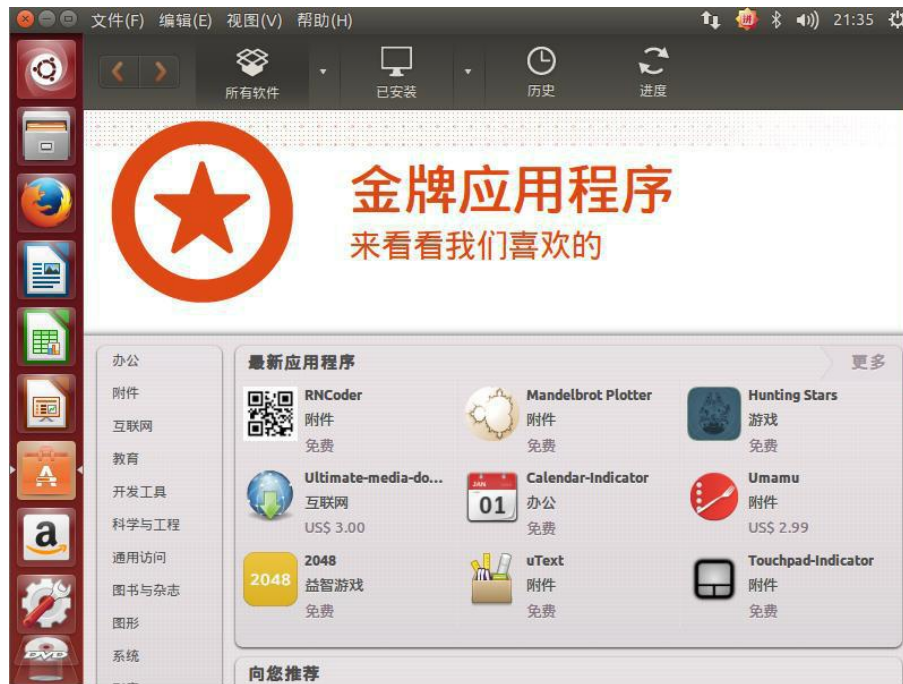 文件(F) 编辑(E) 视图(V) 帮助(H)
拼
21:35
所有软件
已安装
历史
进度
金牌应用程序
来看看我们喜欢的
办公
附件
互联网
教育
开发工具
科学与工程
通用访问
图书与杂志
图形
系统
最新应用程序
更多
RNCoder
附件
免费
Mandelbrot Plotter
附件
免费
Hunting Stars
游戏
免费
Ultimate-media-do...
互联网
US$ 3.00
JAN
01
Calendar-Indicator
办公
免费
Umamu
附件
US$ 2.99
2048
2048
益智游戏
免费
uText
附件
免费
Touchpad-Indicator
附件
免费
向您推荐
a
DVD